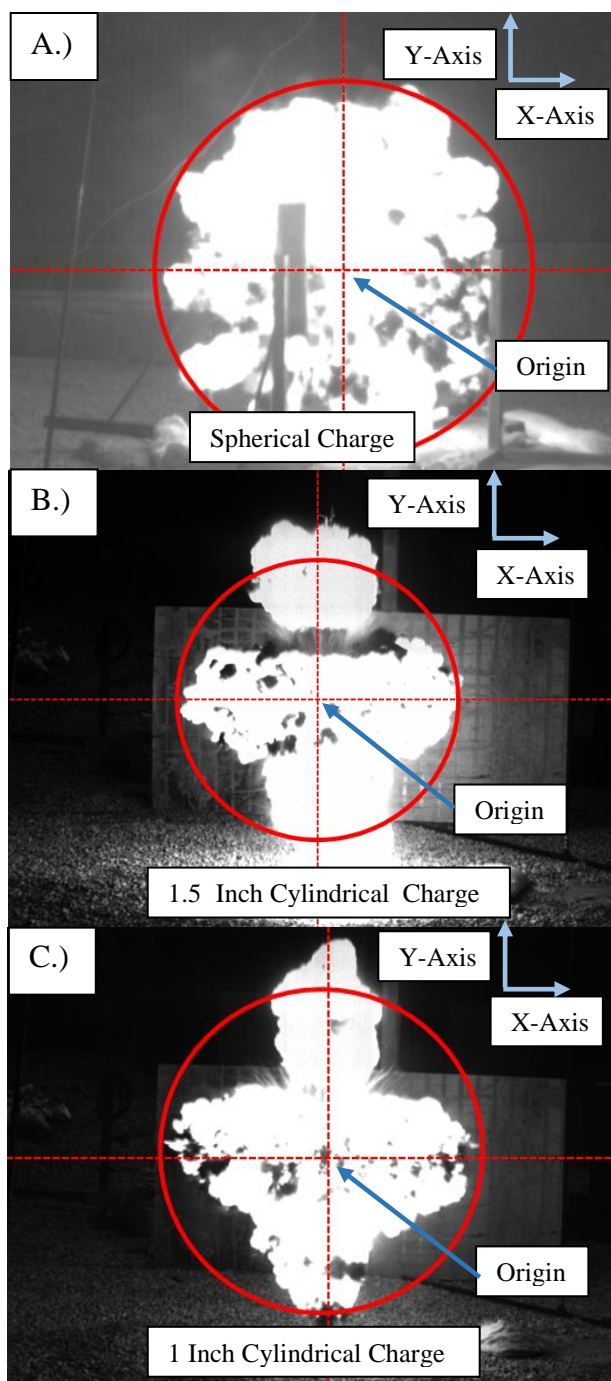 A.)
Y-Axis
X-Axis
Origin
Spherical Charge
B.)
Y-Axis
X-Axis
Origin
1.5 Inch Cylindrical Charge
C.)
Y-Axis
X-Axis
Origin
1 Inch Cylindrical Charge